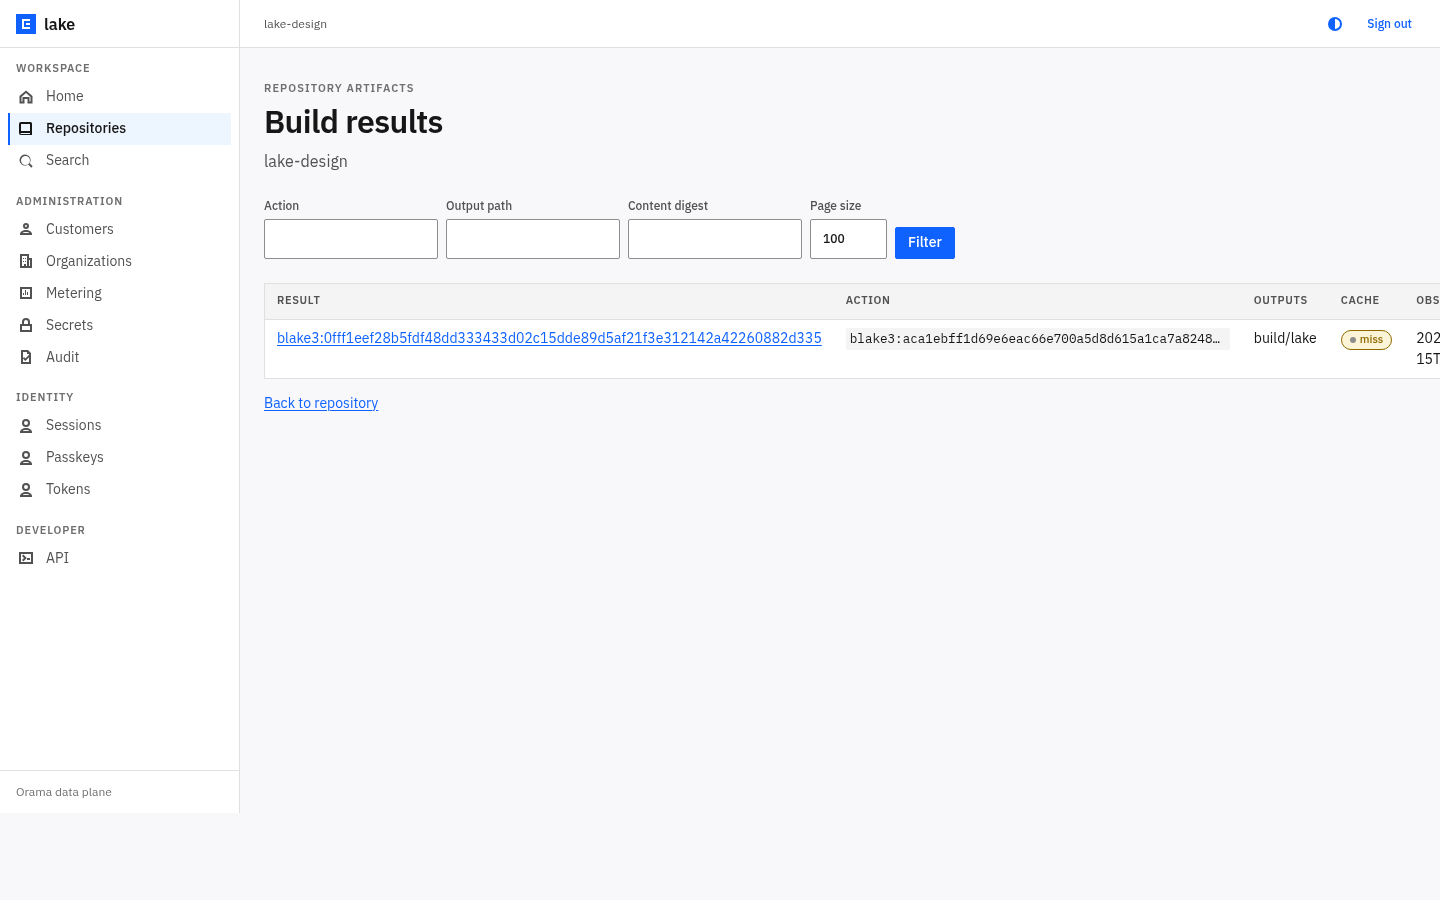 lake
lake-design
Sign out
WORKSPACE
Home
Repositories
Search
ADMINISTRATION
Customers
Organizations
Metering
Secrets
Audit
IDENTITY
Sessions
Passkeys
Tokens
DEVELOPER
API
Orama data plane
REPOSITORY ARTIFACTS
Build results
lake-design
Action Output path Content digest Page size
100 Filter
RESULT ACTION OUTPUTS CACHE OBS
blake3:0fff1eef28b5fdf48dd333433d02c15dde89d5af21f3e312142a42260882d335 blake3:aca1ebff1d69e6eac66e700a5d8d615a1ca7a8248… build/lake miss 202
15T
Back to repository